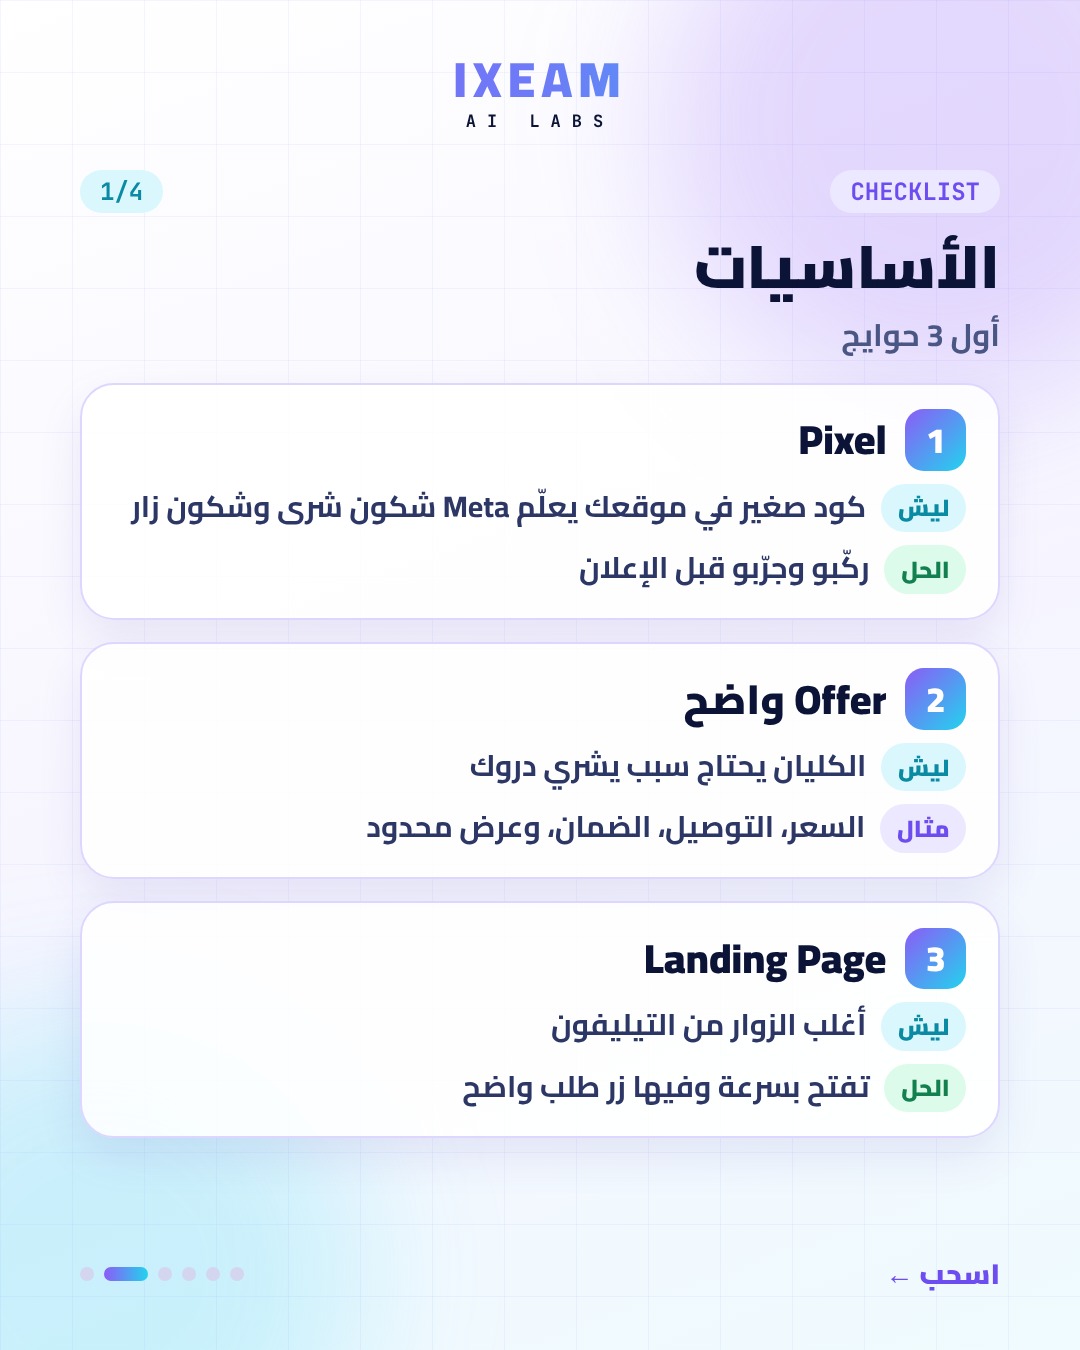 IXEAM
AI LABS
CHECKLIST
1/4
الأساسيات
أول 3 حوايج
1 Pixel
ليش كود صغير في موقعك يعلّم Meta شكون شرى وشكون زار
الحل ركّبو وجرّبو قبل الإعلان
2 Offer واضح
ليش الكليان يحتاج سبب يشري دروك
مثال السعر، التوصيل، الضمان، وعرض محدود
3 Landing Page
ليش أغلب الزوار من التيليفون
الحل تفتح بسرعة وفيها زر طلب واضح
اسحب ←